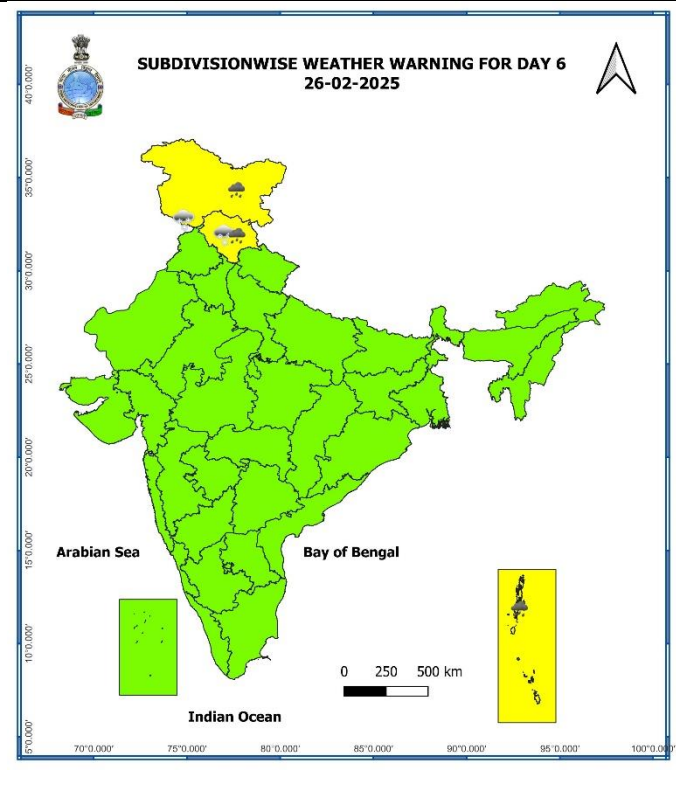 SUBDIVISIONWISE WEATHER WARNING FOR DAY 6
26-02-2025
40°0.000'
35°0.000'
30°0.000'
25°0.000'
20°0.000'
15°0.000'
10°0.000'
5°0.000'
Arabian Sea
Bay of Bengal
0 250 500 km
Indian Ocean
70°0.000' 75°0.000' 80°0.000' 85°0.000' 90°0.000' 95°0.000' 100°0.000'